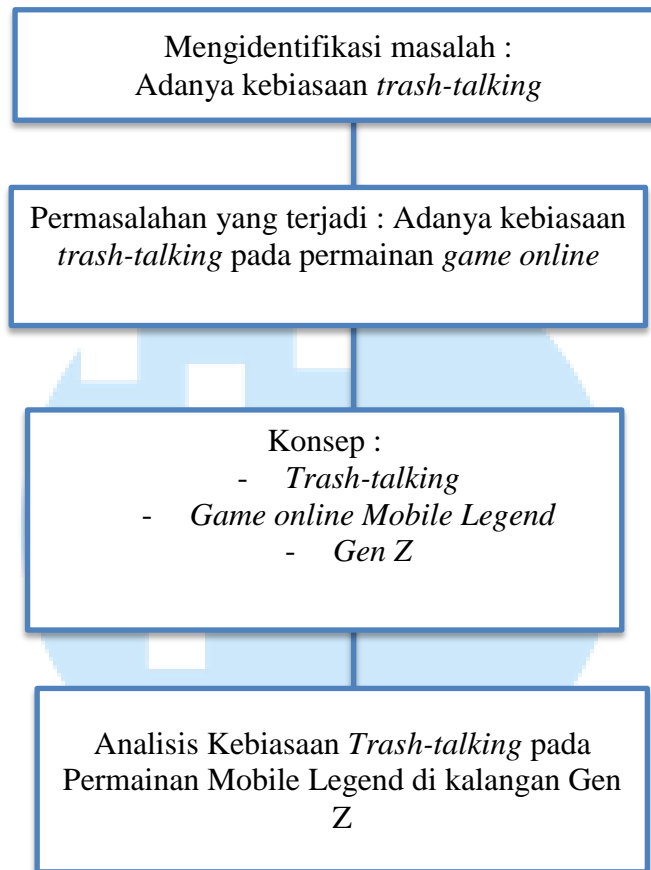 Mengidentifikasi masalah :
Adanya kebiasaan trash-talking
Permasalahan yang terjadi : Adanya kebiasaan
trash-talking pada permainan game online
Konsep :
- Trash-talking
- Game online Mobile Legend
- Gen Z
Analisis Kebiasaan Trash-talking pada
Permainan Mobile Legend di kalangan Gen
Z